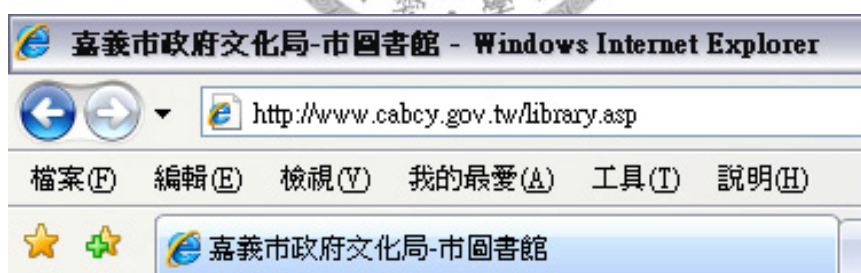 嘉義市政府文化局-市圖書館 - Windows Internet Explorer
http://www.cabcy.gov.tw/library.asp
檔案(F) 編輯(E) 檢視(V) 我的最愛(A) 工具(T) 說明(H)
嘉義市政府文化局-市圖書館